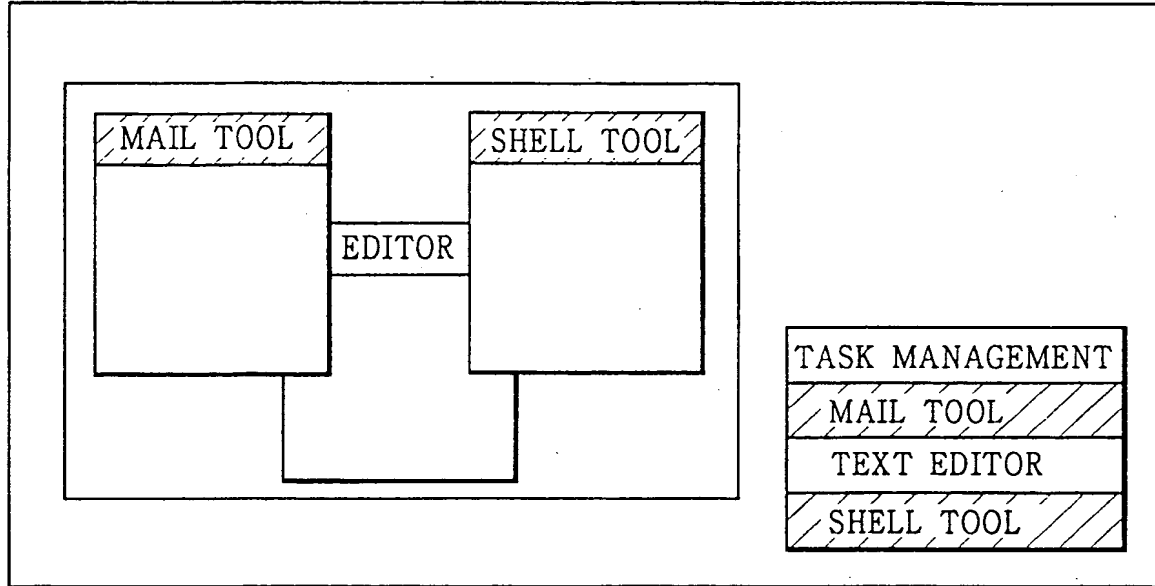 MAIL TOOL
SHELL TOOL
EDITOR
TASK MANAGEMENT
MAIL TOOL
TEXT EDITOR
SHELL TOOL